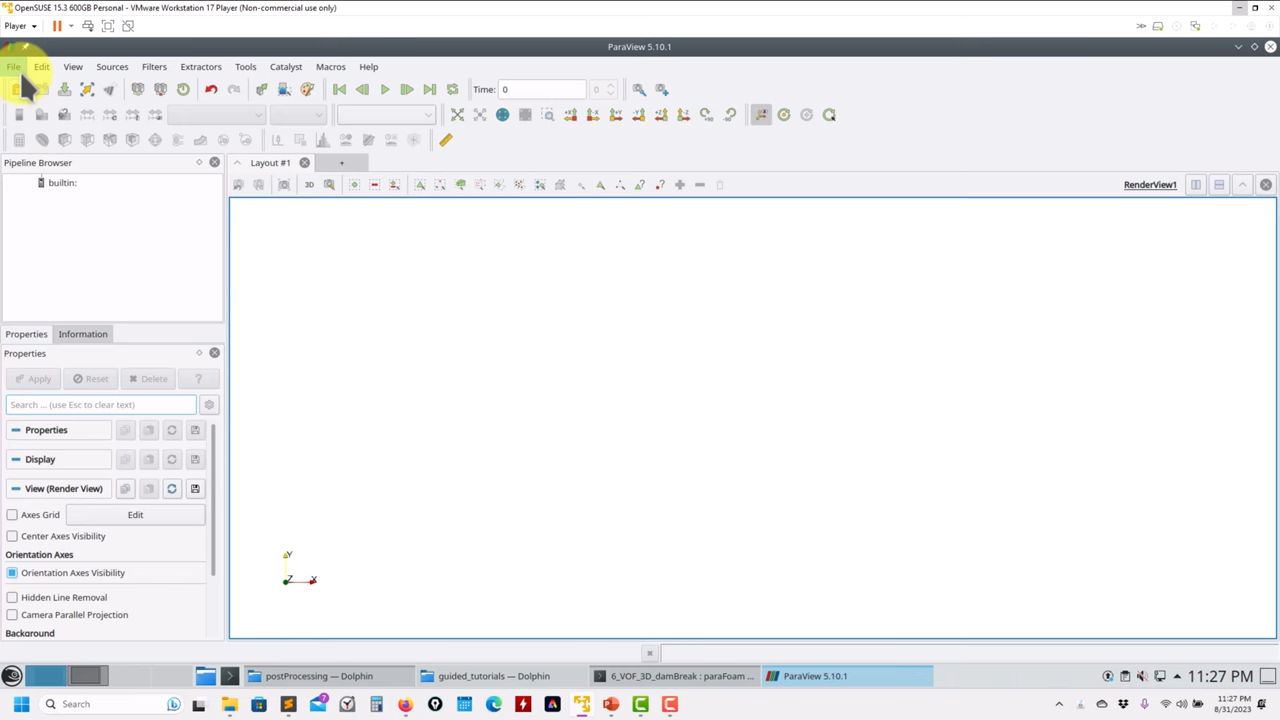 OpenSUSE 15.3 600GB Personal - VMware Workstation 17 Player (Non-commercial use only)
Player
ParaView 5.10.1
File Edit View Sources Filters Extractors Tools Catalyst Macros Help
Time: 0 0
Pipeline Browser
Layout #1 +
builtin:
3D
RenderView1
Properties Information
Properties
Apply Reset Delete ?
Search ... (use Esc to clear text)
Properties
Display
View (Render View)
Axes Grid Edit
Center Axes Visibility
Orientation Axes
Orientation Axes Visibility
Hidden Line Removal
Camera Parallel Projection
Background
Y
Z X
postProcessing — Dolphin guided_tutorials — Dolphin 6_VOF_3D_damBreak : paraFoam ... ParaView 5.10.1 11:27 PM
Search
11:27 PM
8/31/2023